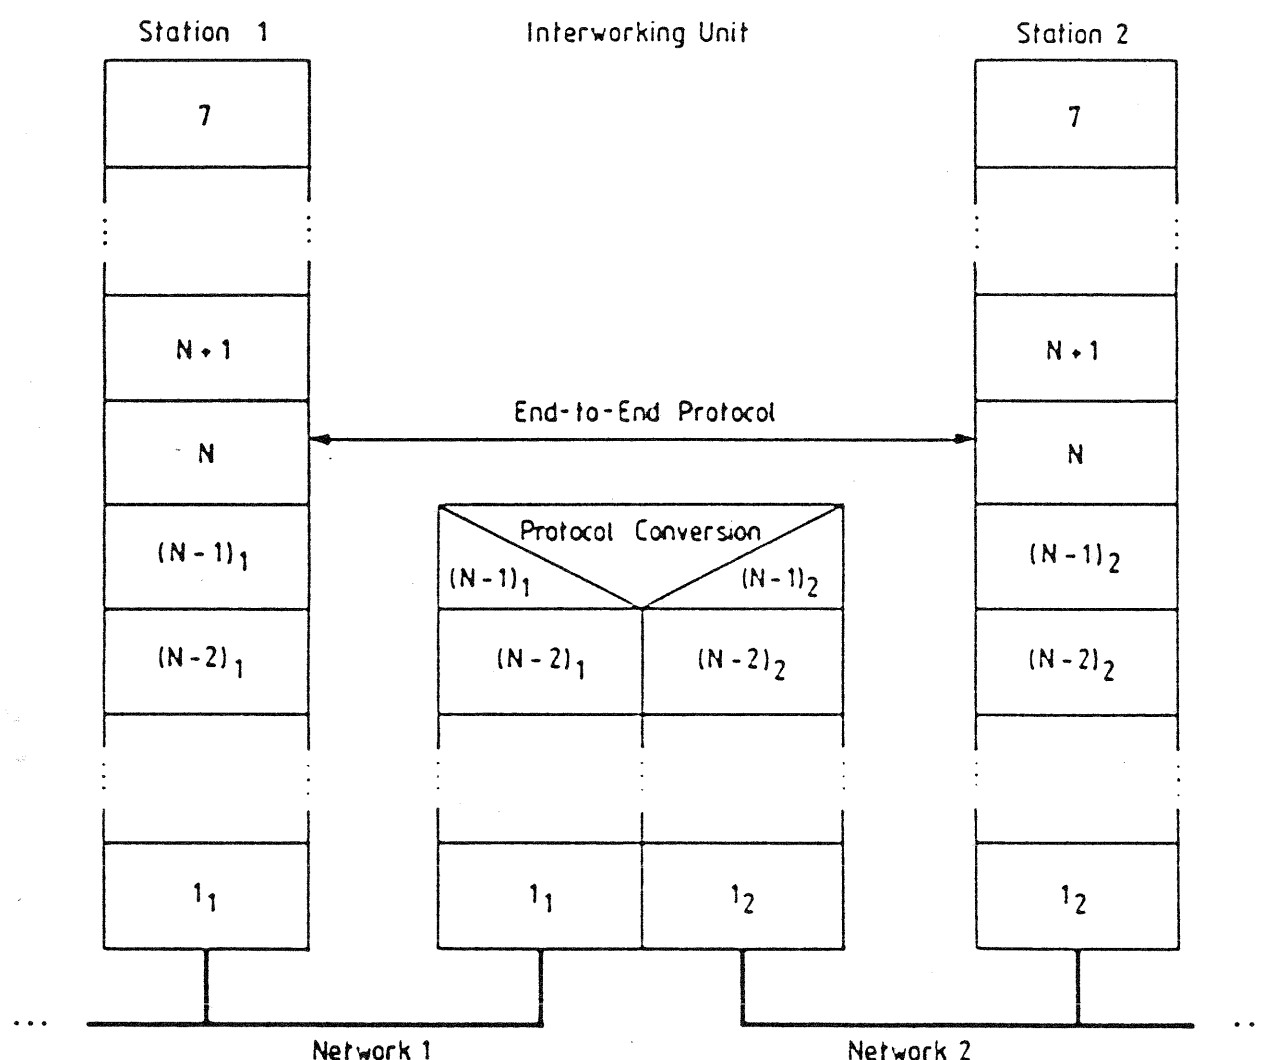 Station 1 Interworking Unit Station 2
7 7
N+1 N+1
End-to-End Protocol
N N
Protocol Conversion
(N-1)₁ (N-1)₂
(N-1)₁ (N-1)₂
(N-2)₁ (N-2)₁ (N-2)₂ (N-2)₂
1₁ 1₁ 1₂ 1₂
... ..
Network 1 Network 2